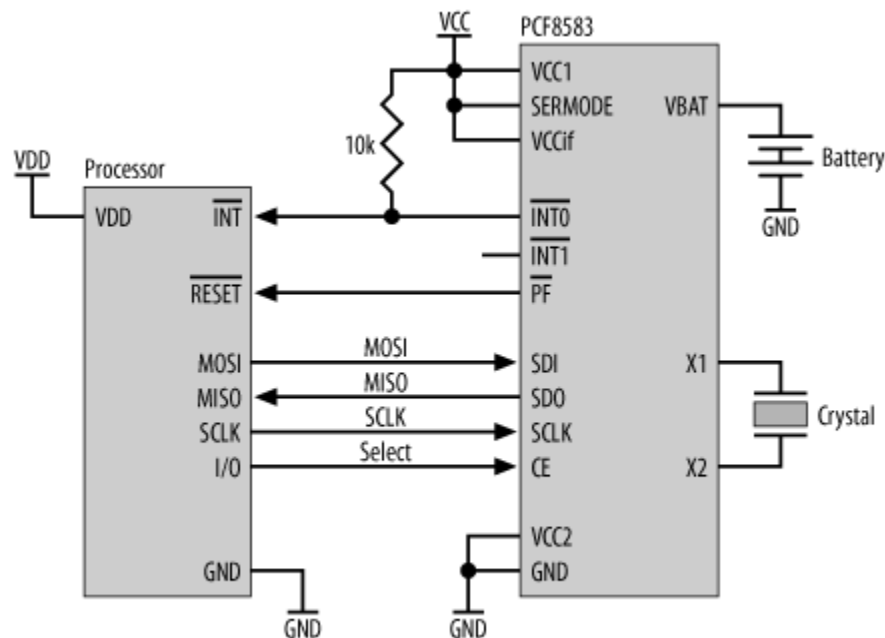 VCC
PCF8583
VCC1
SERMODE
VBAT
VCCif
10k
Battery
VDD
Processor
VDD
INT
INT0
GND
INT1
RESET
PF
MOSI
MOSI
SDI
X1
MISO
MISO
SDO
SCLK
SCLK
SCLK
Crystal
I/O
Select
CE
X2
VCC2
GND
GND
GND
GND